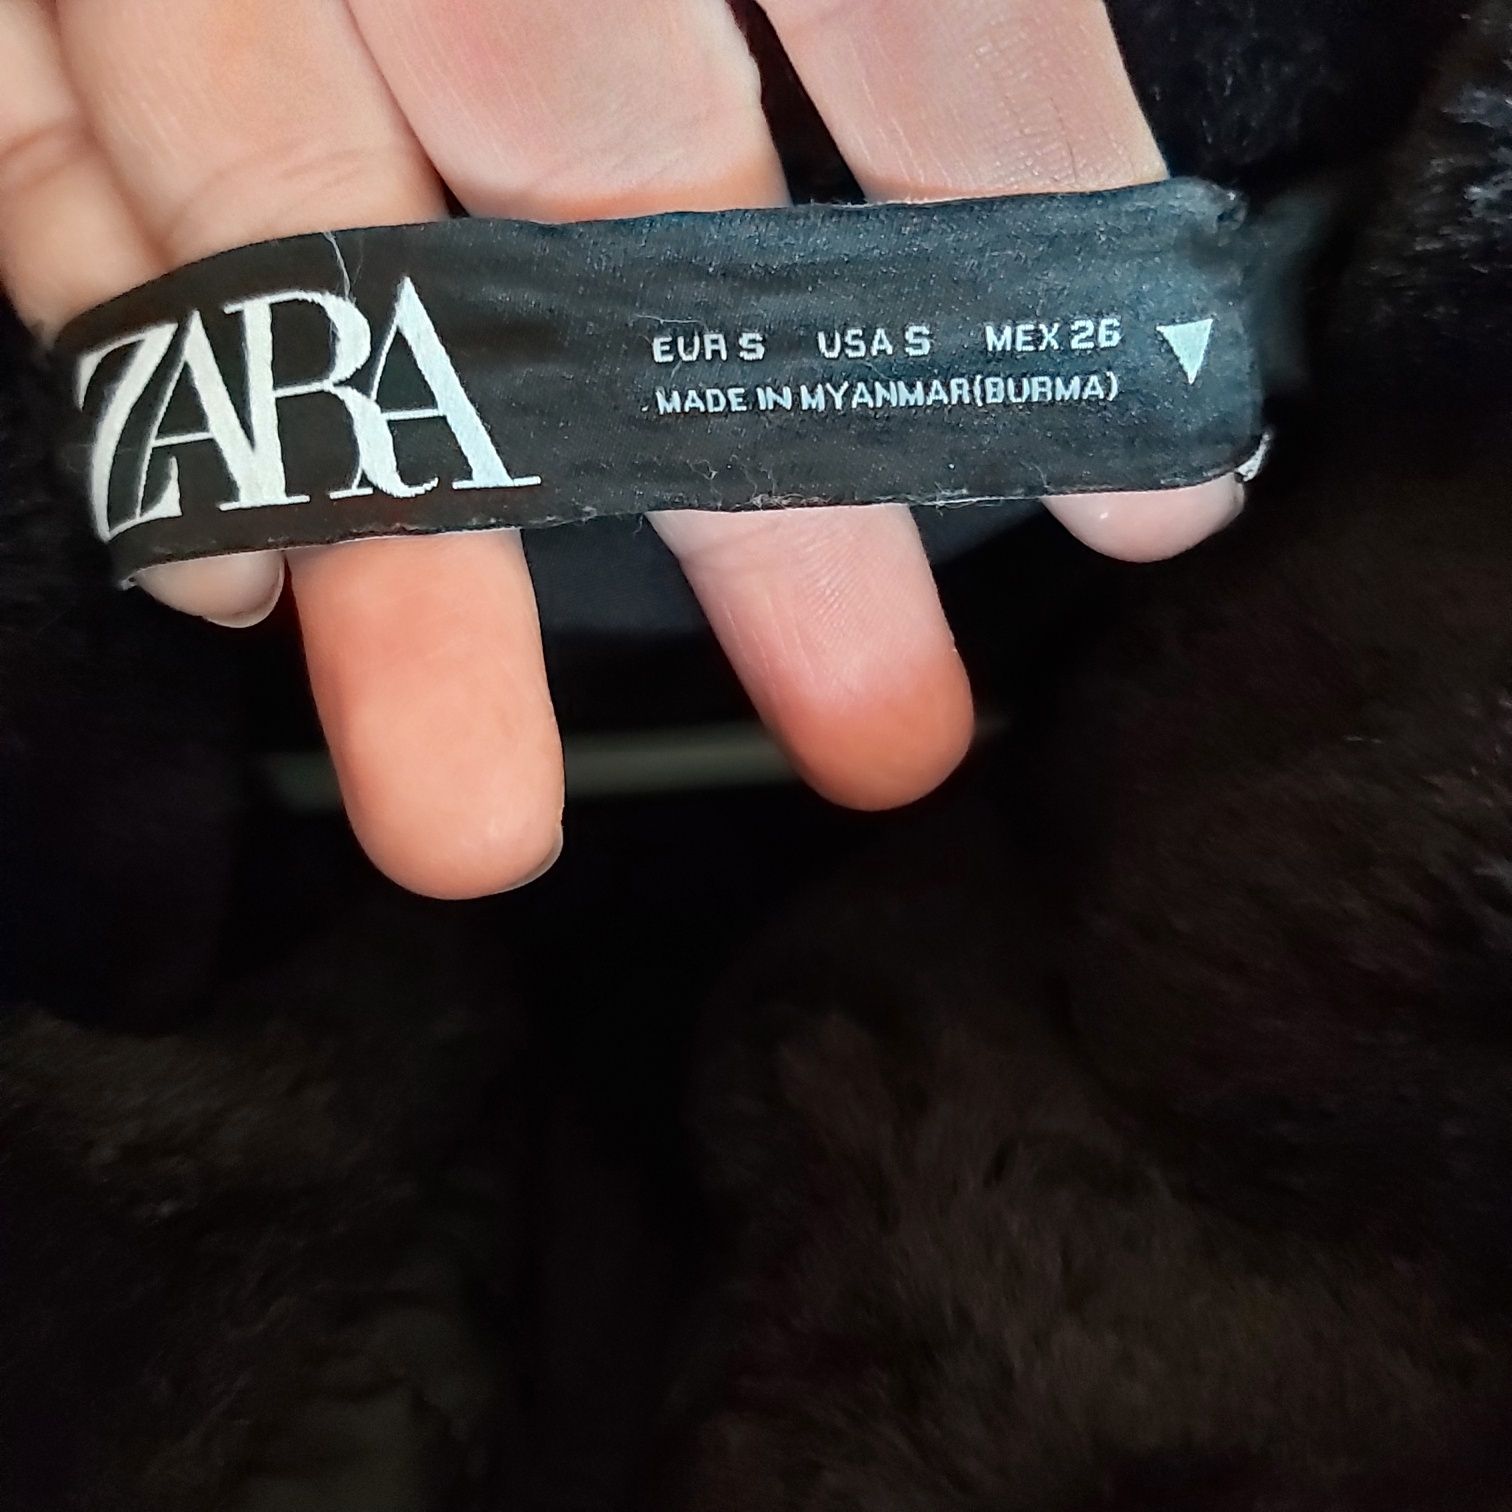 ZARA
EUR S USA S MEX 26
MADE IN MYANMAR(BURMA)